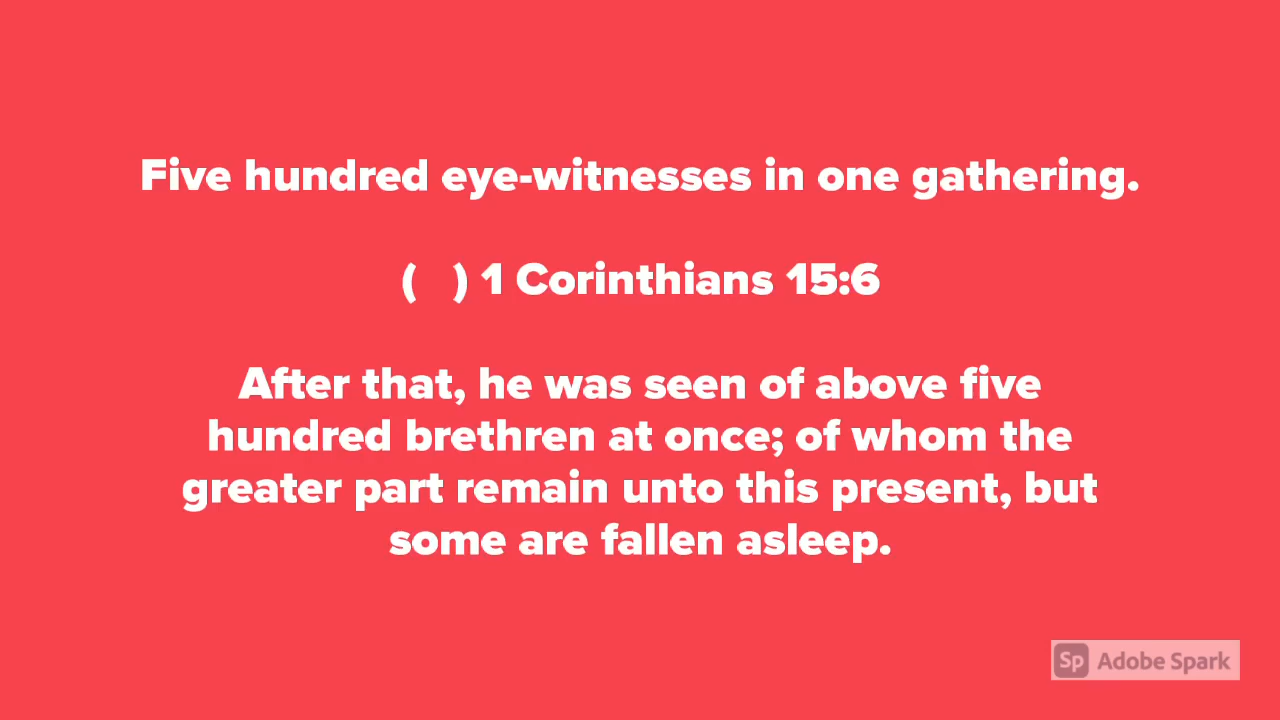 Five hundred eye-witnesses in one gathering.
(   ) 1 Corinthians 15:6
After that, he was seen of above five
hundred brethren at once; of whom the
greater part remain unto this present, but
some are fallen asleep.
Sp Adobe Spark